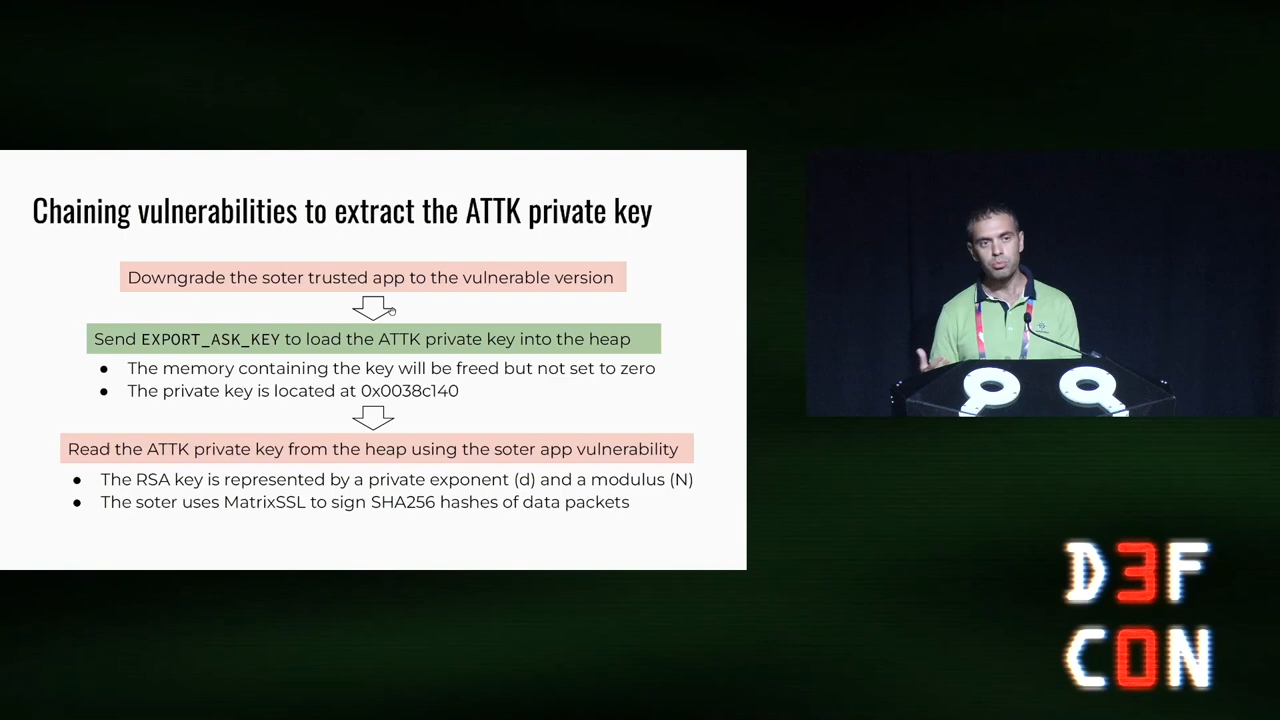 Chaining vulnerabilities to extract the ATTK private key
Downgrade the soter trusted app to the vulnerable version
Send EXPORT_ASK_KEY to load the ATTK private key into the heap
● The memory containing the key will be freed but not set to zero
● The private key is located at 0x0038c140
Read the ATTK private key from the heap using the soter app vulnerability
● The RSA key is represented by a private exponent (d) and a modulus (N)
● The soter uses MatrixSSL to sign SHA256 hashes of data packets
D3F
C0N